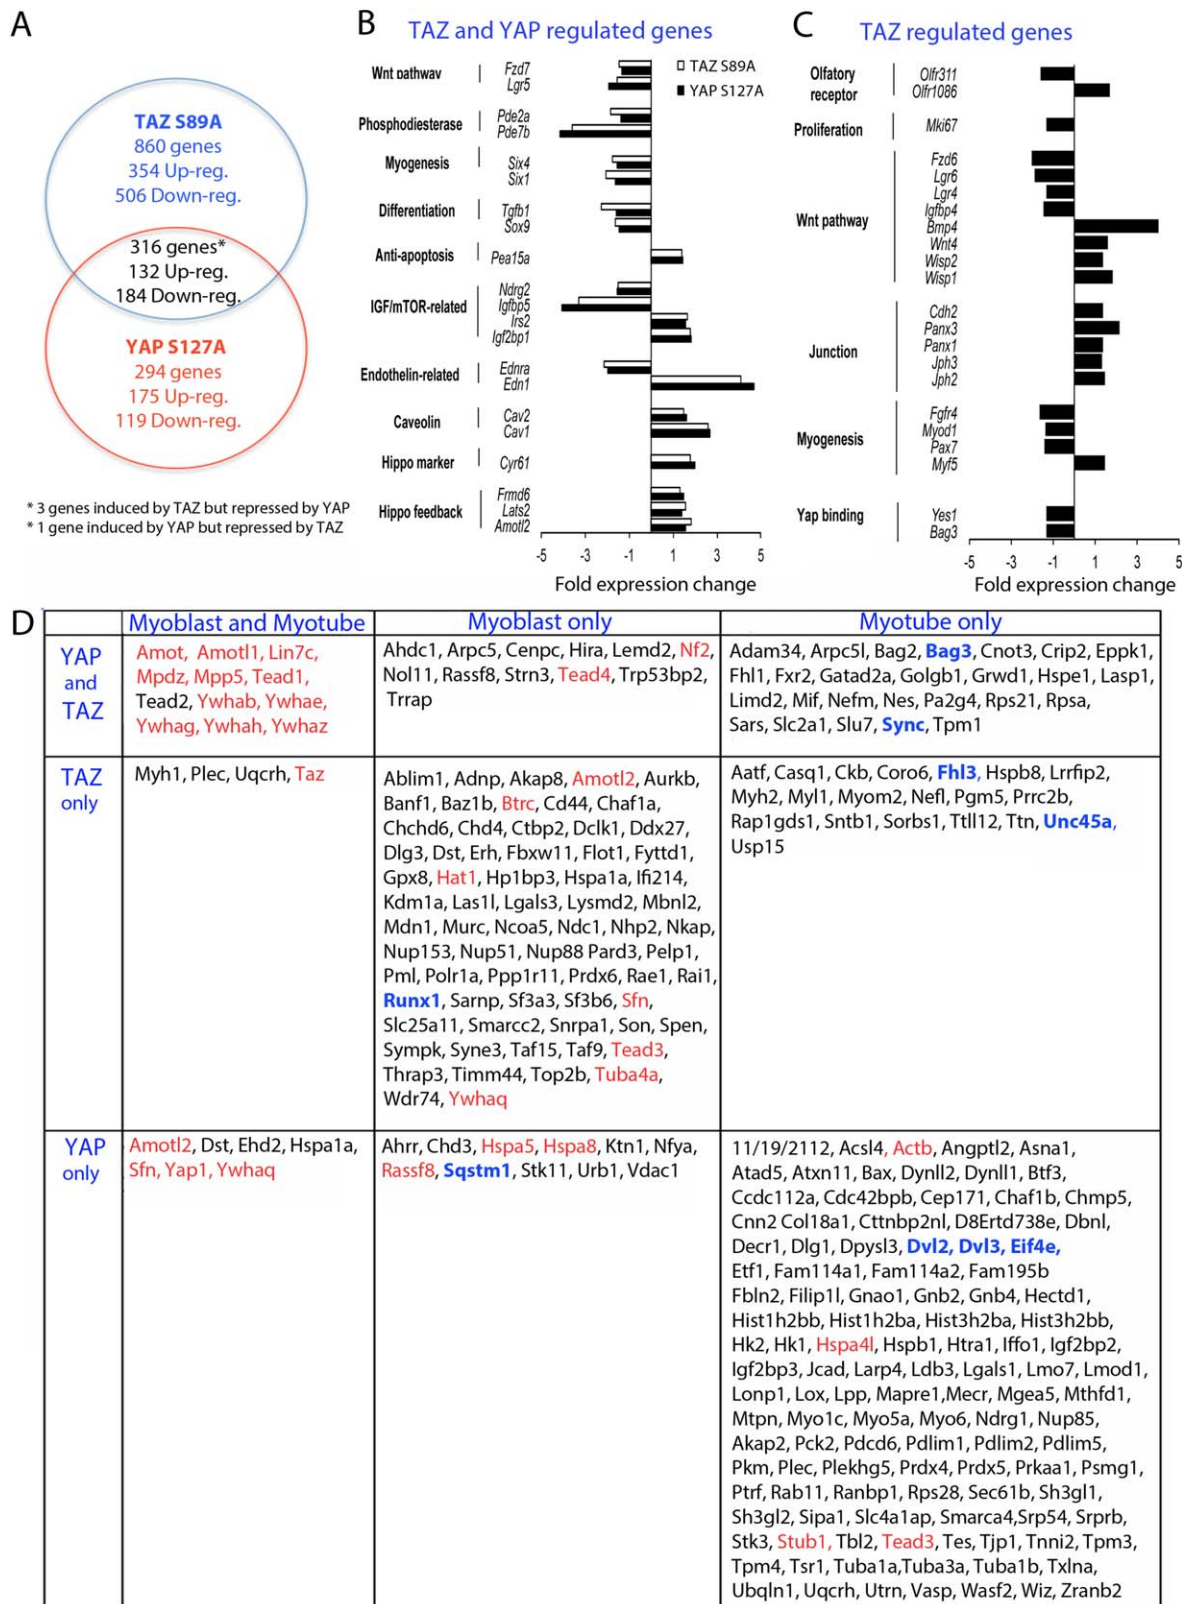 A
TAZ S89A
860 genes
354 Up-reg.
506 Down-reg.
316 genes*
132 Up-reg.
184 Down-reg.
YAP S127A
294 genes
175 Up-reg.
119 Down-reg.
* 3 genes induced by TAZ but repressed by YAP
* 1 gene induced by YAP but repressed by TAZ
B
TAZ and YAP regulated genes
TAZ S89A
YAP S127A
Wnt pathway
Fzd7
Lgr5
Phosphodiesterase
Pde2a
Pde7b
Myogenesis
Six4
Six1
Differentiation
Tgfb1
Sox9
Anti-apoptosis
Pea15a
IGF/mTOR-related
Ndrg2
Igfbp5
Irs2
Igf2bp1
Endothelin-related
Ednra
Edn1
Caveolin
Cav2
Cav1
Hippo marker
Cyr61
Hippo feedback
Frmd6
Lats2
Amotl2
-5 -3 -1 1 3 5
Fold expression change
C
TAZ regulated genes
Olfatory
receptor
Olfr311
Olfr1086
Proliferation
Mki67
Wnt pathway
Fzd6
Lgr6
Lgr4
Igfbp4
Bmp4
Wnt4
Wisp2
Wisp1
Junction
Cdh2
Panx3
Panx1
Jph3
Jph2
Myogenesis
Fgfr4
Myod1
Pax7
Myf5
Yap binding
Yes1
Bag3
-5 -3 -1 1 3 5
Fold expression change
D
Myoblast and Myotube
Myoblast only
Myotube only
YAP
and
TAZ
Amot, Amotl1, Lin7c,
Mpdz, Mpp5, Tead1,
Tead2, Ywhab, Ywhae,
Ywhag, Ywhah, Ywhaz
Ahdc1, Arpc5, Cenpc, Hira, Lemd2, Nf2,
Nol11, Rassf8, Strn3, Tead4, Trp53bp2,
Trrap
Adam34, Arpc5l, Bag2, Bag3, Cnot3, Crip2, Eppk1,
Fhl1, Fxr2, Gatad2a, Golgb1, Grwd1, Hspe1, Lasp1,
Limd2, Mif, Nefm, Nes, Pa2g4, Rps21, Rpsa,
Sars, Slc2a1, Slu7, Sync, Tpm1
TAZ
only
Myh1, Plec, Uqcrh, Taz
Ablim1, Adnp, Akap8, Amotl2, Aurkb,
Banf1, Baz1b, Btrc, Cd44, Chaf1a,
Chchd6, Chd4, Ctbp2, Dclk1, Ddx27,
Dlg3, Dst, Erh, Fbxw11, Flot1, Fyttd1,
Gpx8, Hat1, Hp1bp3, Hspa1a, Ifi214,
Kdm1a, Las1l, Lgals3, Lysmd2, Mbnl2,
Mdn1, Murc, Ncoa5, Ndc1, Nhp2, Nkap,
Nup153, Nup51, Nup88 Pard3, Pelp1,
Pml, Polr1a, Ppp1r11, Prdx6, Rae1, Rai1,
Runx1, Sarnp, Sf3a3, Sf3b6, Sfn,
Slc25a11, Smarcc2, Snrpa1, Son, Spen,
Sympk, Syne3, Taf15, Taf9, Tead3,
Thrap3, Timm44, Top2b, Tuba4a,
Wdr74, Ywhaq
Aatf, Casq1, Ckb, Coro6, Fhl3, Hspb8, Lrrfip2,
Myh2, Myl1, Myom2, Nefl, Pgm5, Prrc2b,
Rap1gds1, Sntb1, Sorbs1, Ttll12, Ttn, Unc45a,
Usp15
YAP
only
Amotl2, Dst, Ehd2, Hspa1a,
Sfn, Yap1, Ywhaq
Ahrr, Chd3, Hspa5, Hspa8, Ktn1, Nfya,
Rassf8, Sqstm1, Stk11, Urb1, Vdac1
11/19/2112, Acsl4, Actb, Angptl2, Asna1,
Atad5, Atxn11, Bax, Dynll2, Dynll1, Btf3,
Ccdc112a, Cdc42bpb, Cep171, Chaf1b, Chmp5,
Cnn2 Col18a1, Cttnbp2nl, D8Ertd738e, Dbnl,
Decr1, Dlg1, Dpysl3, Dvl2, Dvl3, Eif4e,
Etf1, Fam114a1, Fam114a2, Fam195b
Fbln2, Filip1l, Gnao1, Gnb2, Gnb4, Hectd1,
Hist1h2bb, Hist1h2ba, Hist3h2ba, Hist3h2bb,
Hk2, Hk1, Hspa4l, Hspb1, Htra1, Iffo1, Igf2bp2,
Igf2bp3, Jcad, Larp4, Ldb3, Lgals1, Lmo7, Lmod1,
Lonp1, Lox, Lpp, Mapre1,Mecr, Mgea5, Mthfd1,
Mtpn, Myo1c, Myo5a, Myo6, Ndrg1, Nup85,
Akap2, Pck2, Pdcd6, Pdlim1, Pdlim2, Pdlim5,
Pkm, Plec, Plekhg5, Prdx4, Prdx5, Prkaa1, Psmg1,
Ptrf, Rab11, Ranbp1, Rps28, Sec61b, Sh3gl1,
Sh3gl2, Sipa1, Slc4a1ap, Smarca4,Srp54, Srprb,
Stk3, Stub1, Tbl2, Tead3, Tes, Tjp1, Tnni2, Tpm3,
Tpm4, Tsr1, Tuba1a,Tuba3a, Tuba1b, Txlna,
Ubqln1, Uqcrh, Utrn, Vasp, Wasf2, Wiz, Zranb2